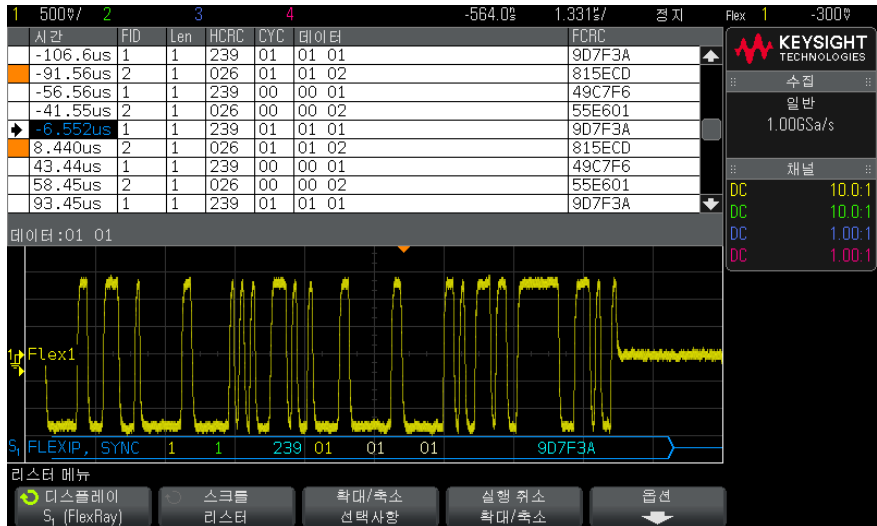 1 500▽/ 2 3 4 -564.0▽s 1.331▽s/ 정지 Flex 1 -300▽
시간 FID Len HCRC CYC 데이터 FCRC
-106.6us 1 1 239 01 01 01 9D7F3A
-91.56us 2 1 026 01 01 02 815ECD
-56.56us 1 1 239 00 00 01 49C7F6
-41.55us 2 1 026 00 00 02 55E601
-6.552us 1 1 239 01 01 01 9D7F3A
8.440us 2 1 026 01 01 02 815ECD
43.44us 1 1 239 00 00 01 49C7F6
58.45us 2 1 026 00 00 02 55E601
93.45us 1 1 239 01 01 01 9D7F3A
데이터:01 01
KEYSIGHT
TECHNOLOGIES
수집
일반
1.00GSa/s
채널
DC 10.0:1
DC 10.0:1
DC 1.00:1
DC 1.00:1
1 Flex1
S1 FLEXIP, SYNC 1 1 239 01 01 01 9D7F3A
리스터 메뉴
디스플레이
S1 (FlexRay)
스크롤
리스터
확대/축소
선택사항
실행 취소
확대/축소
옵션